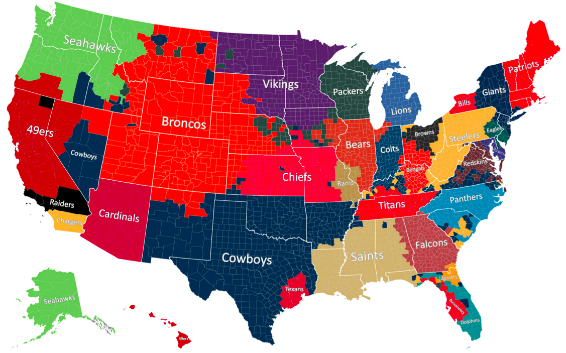 Seahawks
Patriots
Vikings
Packers
Giants
Lions
Bills
Broncos
49ers
Browns
Steelers
Eagles
Bears
Colts
Cowboys
Bengals
Redskins
Chiefs
Rams
Raiders
Panthers
Titans
Cardinals
Chargers
Falcons
Saints
Cowboys
Texans
Seahawks
Dolphins
49ers